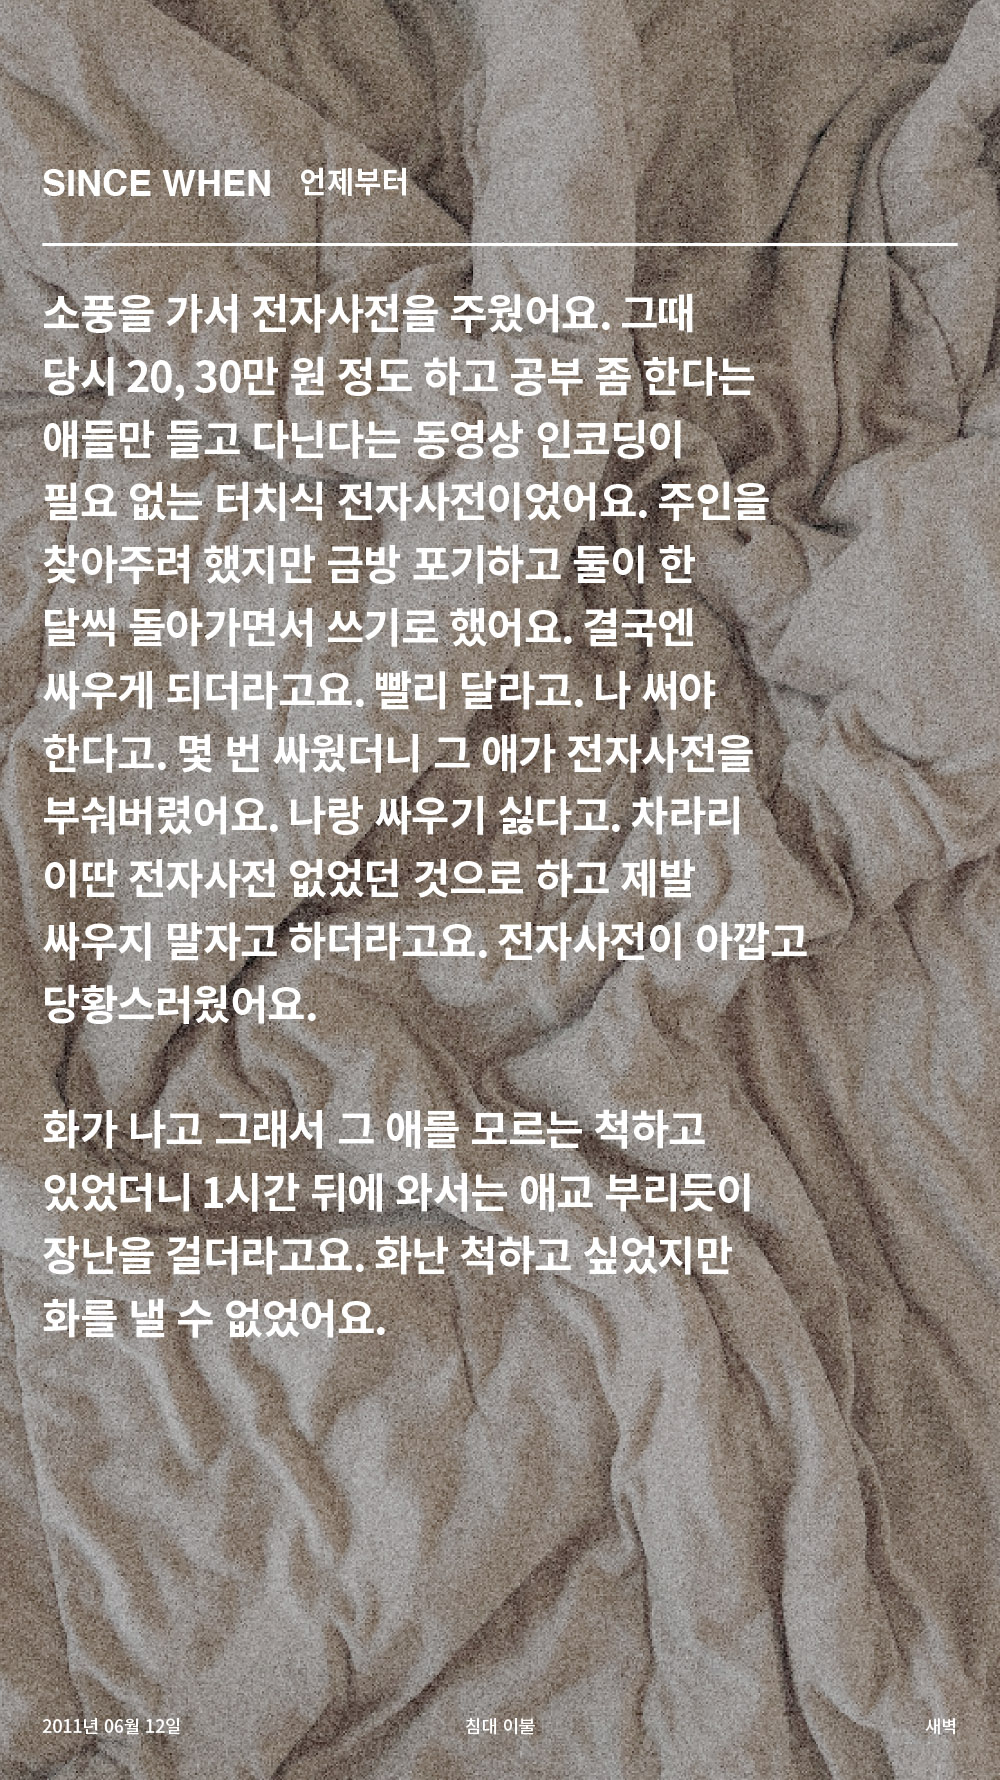 SINCE WHEN 언제부터
소풍을 가서 전자사전을 주웠어요. 그때
당시 20, 30만 원 정도 하고 공부 좀 한다는
애들만 들고 다닌다는 동영상 인코딩이
필요 없는 터치식 전자사전이었어요. 주인을
찾아주려 했지만 금방 포기하고 둘이 한
달씩 돌아가면서 쓰기로 했어요. 결국엔
싸우게 되더라고요. 빨리 달라고. 나 써야
한다고. 몇 번 싸웠더니 그 애가 전자사전을
부숴버렸어요. 나랑 싸우기 싫다고. 차라리
이딴 전자사전 없었던 것으로 하고 제발
싸우지 말자고 하더라고요. 전자사전이 아깝고
당황스러웠어요.
화가 나고 그래서 그 애를 모르는 척하고
있었더니 1시간 뒤에 와서는 애교 부리듯이
장난을 걸더라고요. 화난 척하고 싶었지만
화를 낼 수 없었어요.
2011년 06월 12일 침대 이불 새벽